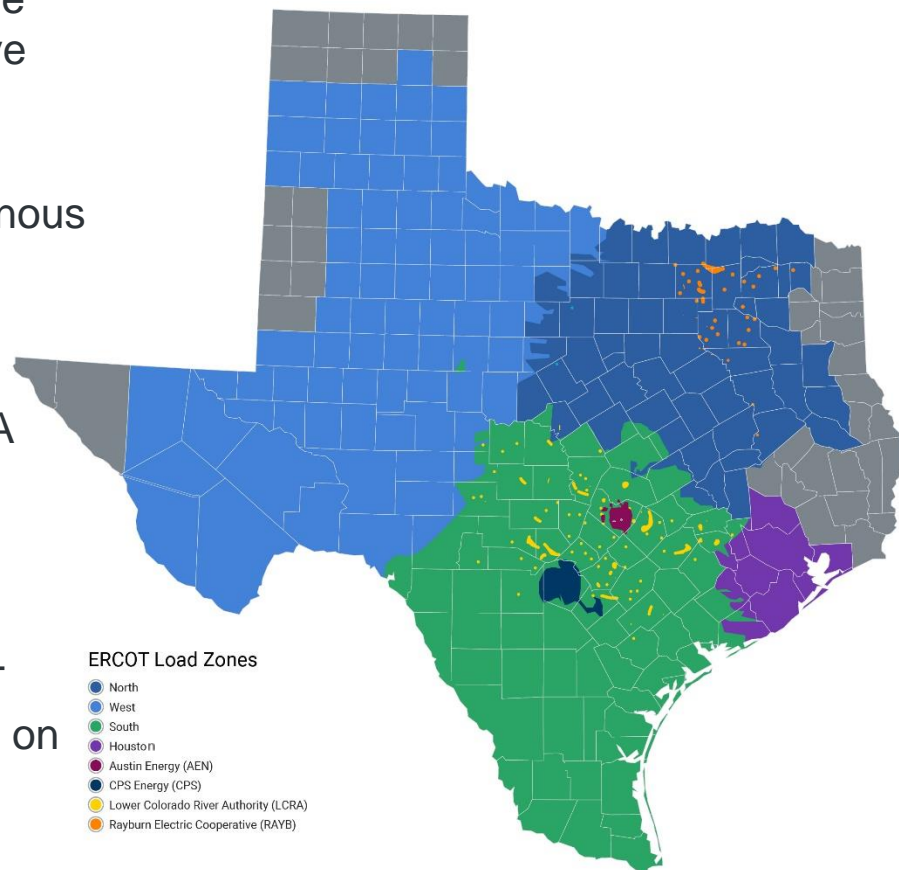 e
ve
nous
A
-
on
ERCOT Load Zones
North
West
South
Houston
Austin Energy (AEN)
CPS Energy (CPS)
Lower Colorado River Authority (LCRA)
Rayburn Electric Cooperative (RAYB)